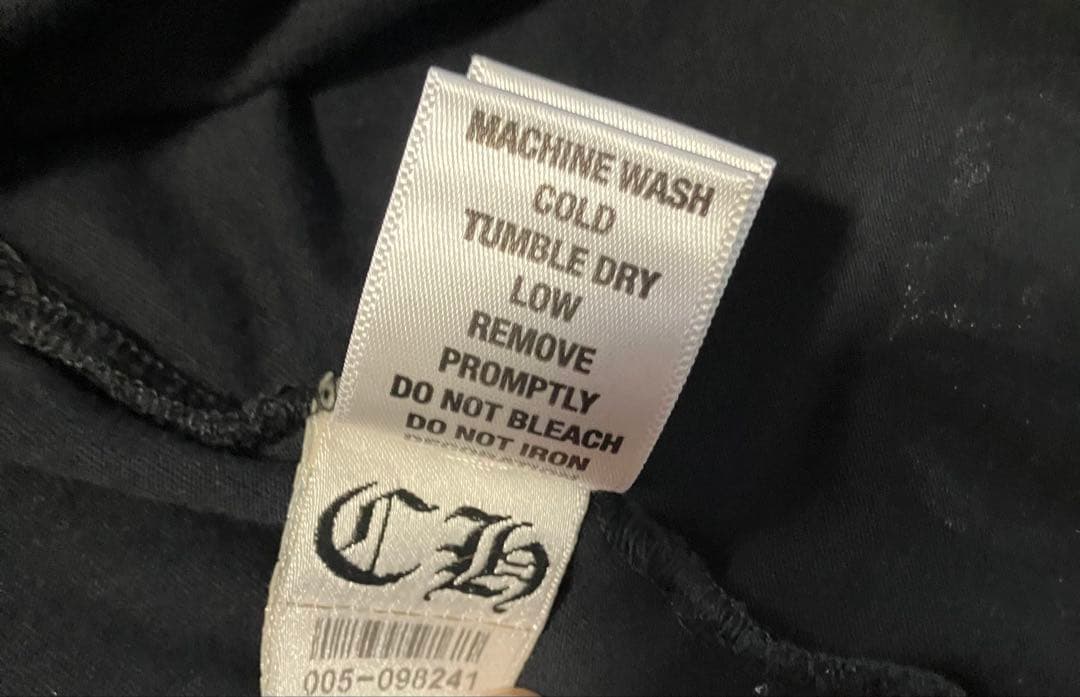 MACHINE WASH
COLD
TUMBLE DRY
LOW
REMOVE
PROMPTLY
DO NOT BLEACH
DO NOT IRON
CH
005-098241